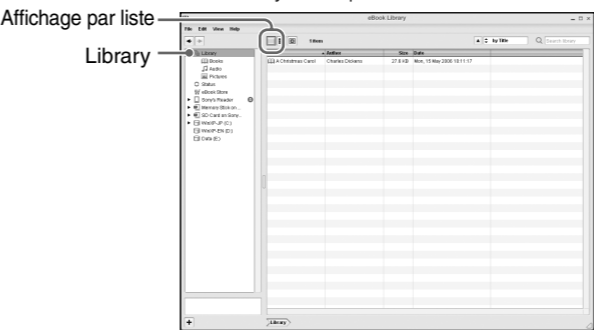 Affichage par liste
Library
eBook Library
File Edit View Help
1 item
by Title
Search Library
Library
Books
Audio
Pictures
Status
eBook Store
Sony's Reader
Memory Stick on ...
SD Card on Sony...
WinXP-JP (C:)
WinXP-EN (D:)
Data (E:)
Author Size Date
A Christmas Carol Charles Dickens 27.6 KB Mon, 15 May 2006 10:11:17
Library